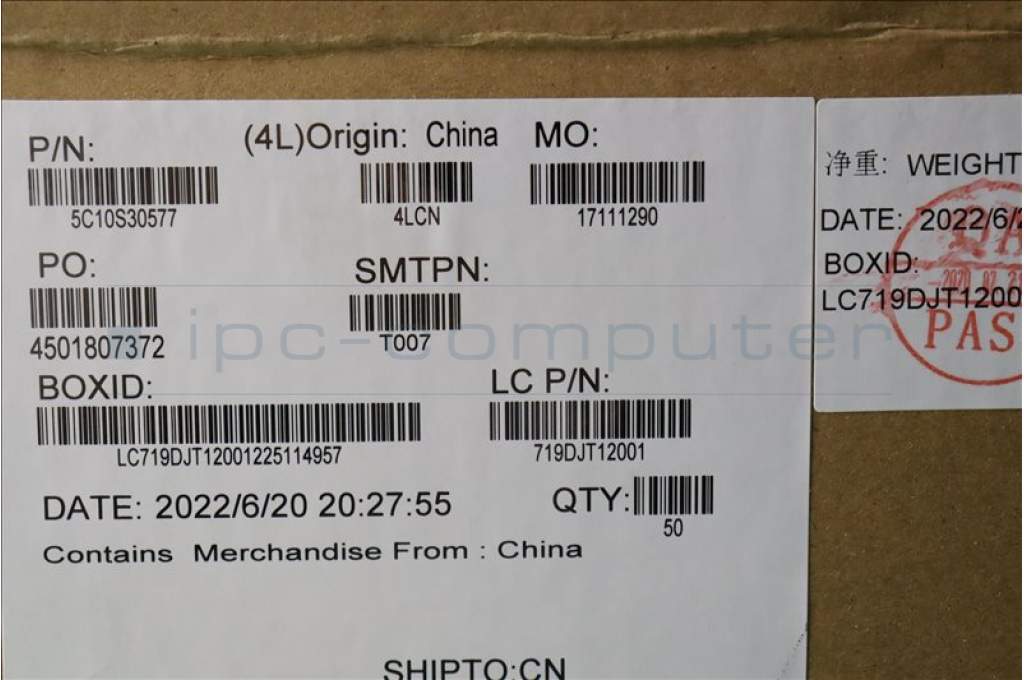 P/N: (4L)Origin: China MO:
5C10S30577 4LCN 17111290
PO: SMTPN:
4501807372 T007
BOXID: LC P/N:
LC719DJT12001225114957 719DJT12001
DATE: 2022/6/20 20:27:55 QTY:
50
Contains Merchandise From : China
SHIPTO:CN
净重: WEIGHT
DATE: 2022/6/2
BOXID:
LC719DJT1200
PAS
ipc-computer